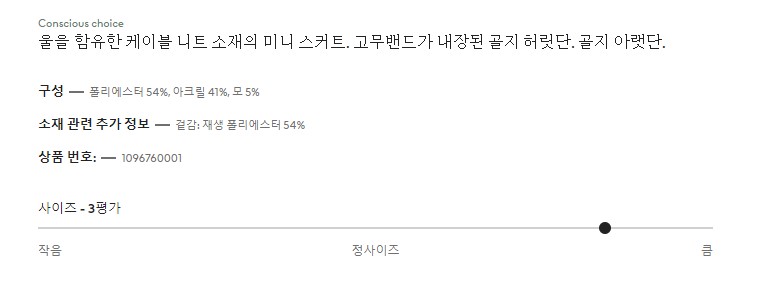 Conscious choice
울을 함유한 케이블 니트 소재의 미니 스커트. 고무밴드가 내장된 골지 허릿단. 골지 아랫단.
구성 — 폴리에스터 54%, 아크릴 41%, 모 5%
소재 관련 추가 정보 — 겉감: 재생 폴리에스터 54%
상품 번호: — 1096760001
사이즈 - 3평가
작음 정사이즈 큼